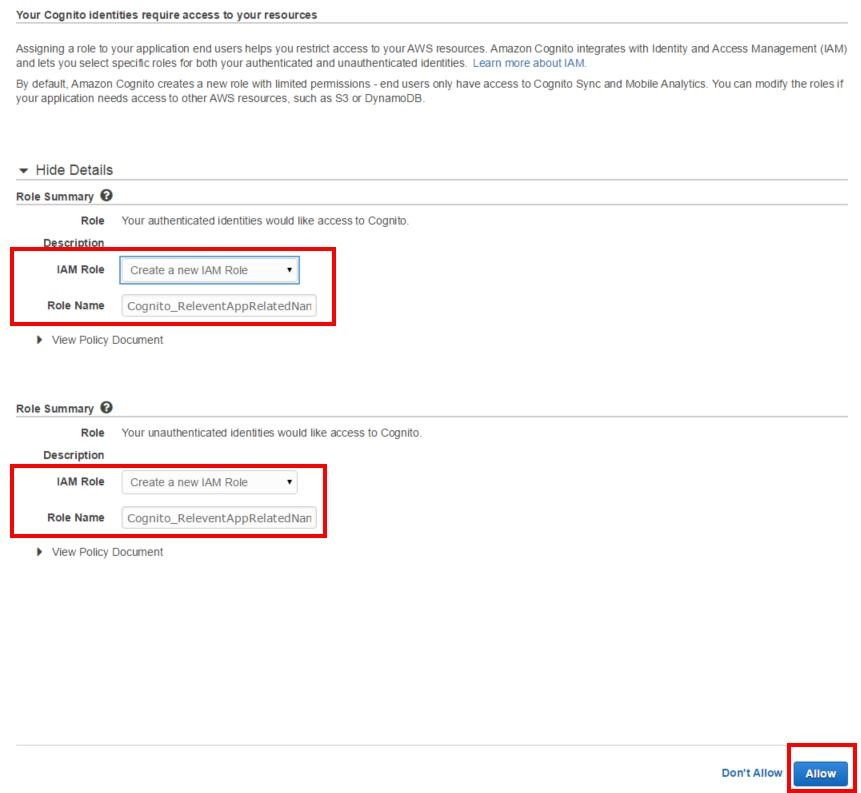 Your Cognito identities require access to your resources
Assigning a role to your application end users helps you restrict access to your AWS resources. Amazon Cognito integrates with Identity and Access Management (IAM)
and lets you select specific roles for both your authenticated and unauthenticated identities. Learn more about IAM.
By default, Amazon Cognito creates a new role with limited permissions - end users only have access to Cognito Sync and Mobile Analytics. You can modify the roles if
your application needs access to other AWS resources, such as S3 or DynamoDB.
Hide Details
Role Summary ?
Role Your authenticated identities would like access to Cognito.
Description
IAM Role Create a new IAM Role
Role Name Cognito_ReleventAppRelatedNan
View Policy Document
Role Summary ?
Role Your unauthenticated identities would like access to Cognito.
Description
IAM Role Create a new IAM Role
Role Name Cognito_ReleventAppRelatedNan
View Policy Document
Don't Allow Allow